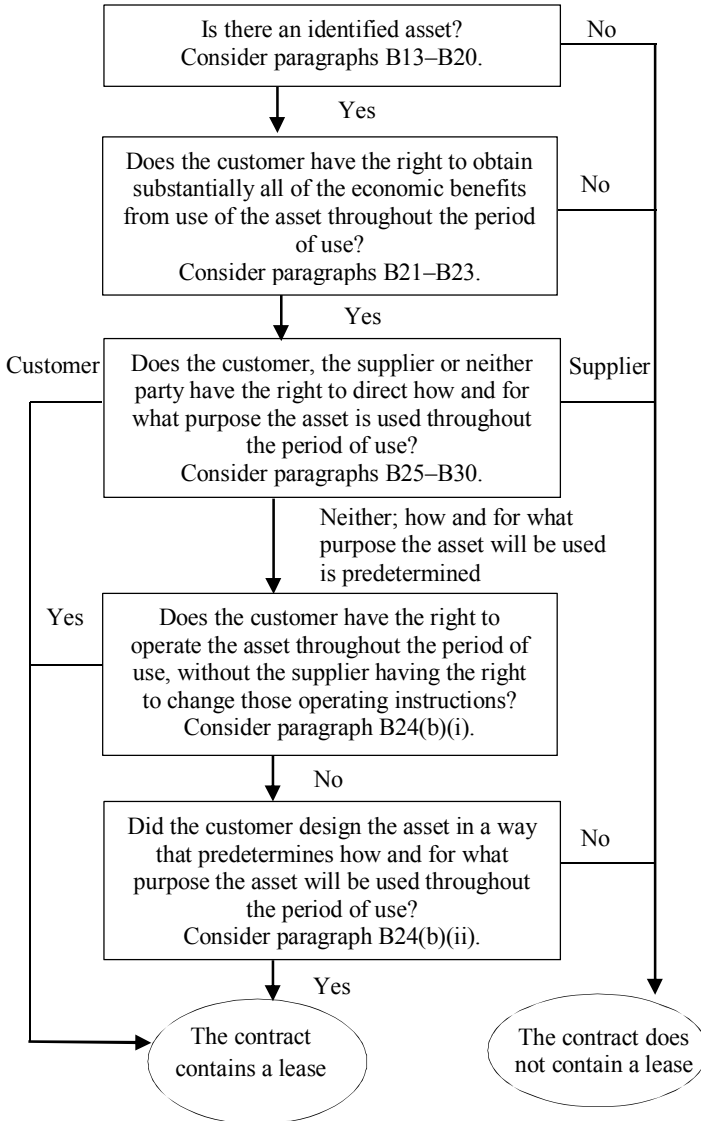 Is there an identified asset?
Consider paragraphs B13–B20.
No
Yes
Does the customer have the right to obtain
substantially all of the economic benefits
from use of the asset throughout the period
of use?
Consider paragraphs B21–B23.
No
Yes
Customer
Does the customer, the supplier or neither
party have the right to direct how and for
what purpose the asset is used throughout
the period of use?
Consider paragraphs B25–B30.
Supplier
Neither; how and for what
purpose the asset will be used
is predetermined
Yes
Does the customer have the right to
operate the asset throughout the period of
use, without the supplier having the right
to change those operating instructions?
Consider paragraph B24(b)(i).
No
Did the customer design the asset in a way
that predetermines how and for what
purpose the asset will be used throughout
the period of use?
Consider paragraph B24(b)(ii).
No
Yes
The contract
contains a lease
The contract does
not contain a lease